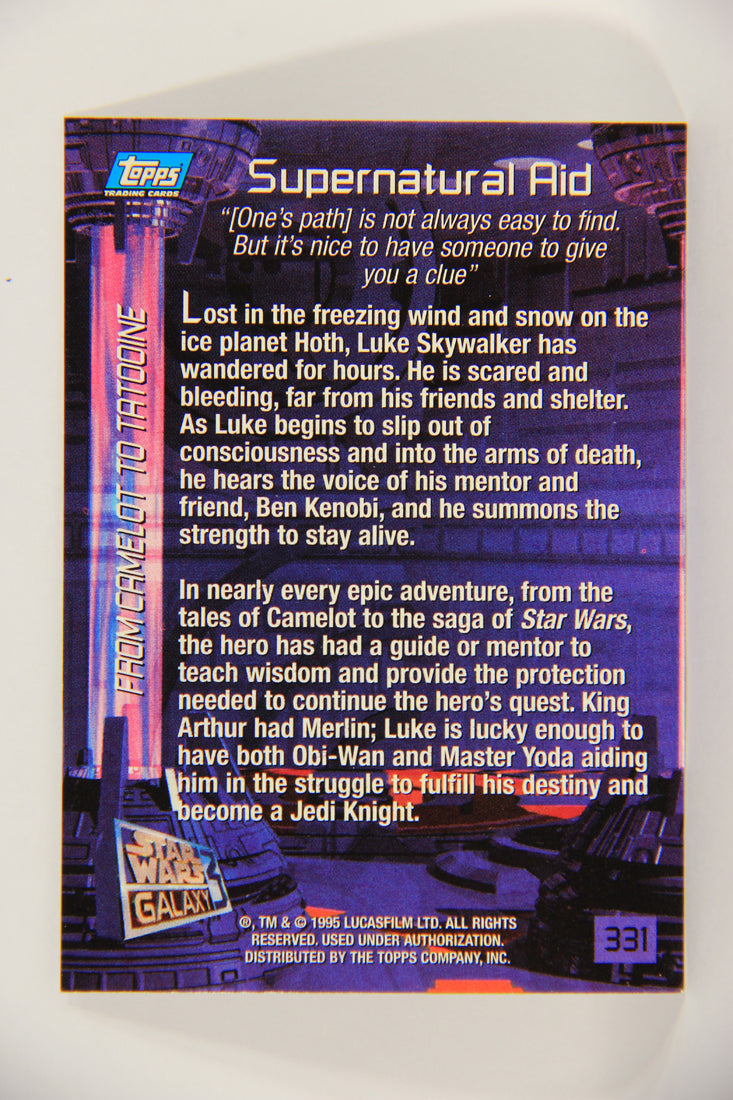 topps
TRADING CARDS
Supernatural Aid
"[One's path] is not always easy to find.
But it's nice to have someone to give
you a clue"
FROM CAMELOT TO TATOOINE
Lost in the freezing wind and snow on the
ice planet Hoth, Luke Skywalker has
wandered for hours. He is scared and
bleeding, far from his friends and shelter.
As Luke begins to slip out of
consciousness and into the arms of death,
he hears the voice of his mentor and
friend, Ben Kenobi, and he summons the
strength to stay alive.
In nearly every epic adventure, from the
tales of Camelot to the saga of Star Wars,
the hero has had a guide or mentor to
teach wisdom and provide the protection
needed to continue the hero's quest. King
Arthur had Merlin; Luke is lucky enough to
have both Obi-Wan and Master Yoda aiding
him in the struggle to fulfill his destiny and
become a Jedi Knight.
STAR
WARS
GALAXY
®, TM & © 1995 LUCASFILM LTD. ALL RIGHTS
RESERVED. USED UNDER AUTHORIZATION.
DISTRIBUTED BY THE TOPPS COMPANY, INC.
331